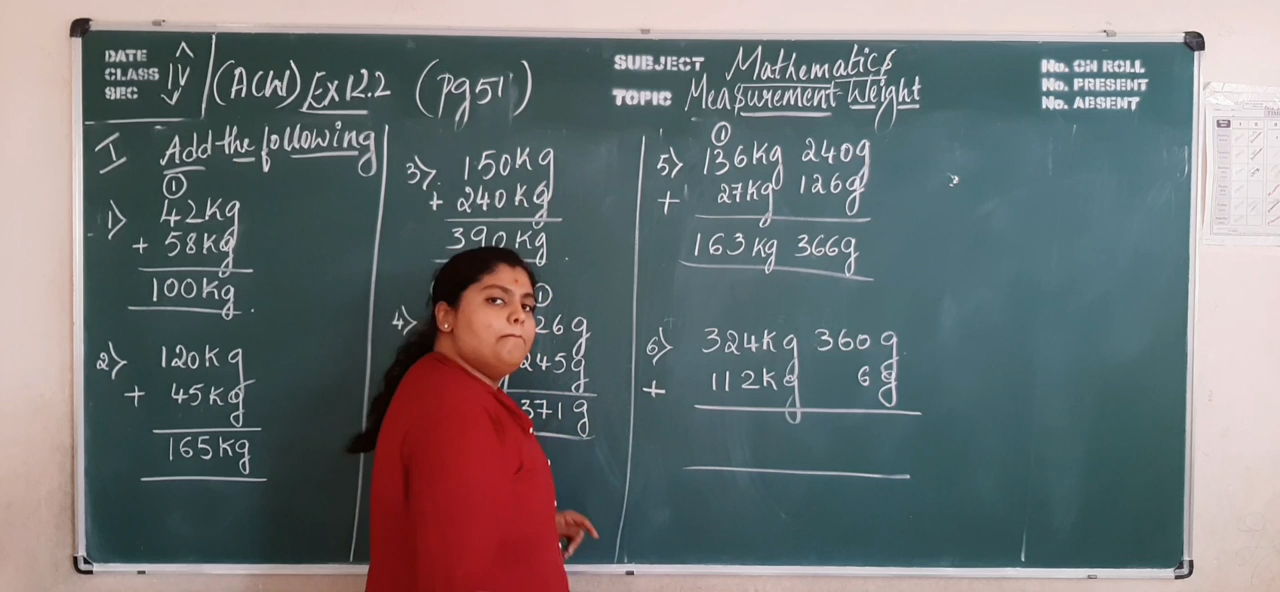 DATE
CLASS IV
SEC
(ACW) Ex 12.2 (Pg 51)
SUBJECT Mathematics
TOPIC Measurement Weight
No. ON ROLL
No. PRESENT
No. ABSENT
I Add the following
1
1) 42Kg
+ 58Kg
100Kg.
2) 120Kg
+ 45Kg
165Kg
3) 150Kg
+ 240Kg
390Kg
4) 1
26g
245g
371g
5) 1
136Kg 240g
+ 27Kg 126g
163Kg 366g
6) 324Kg 360g
+ 112Kg 6g